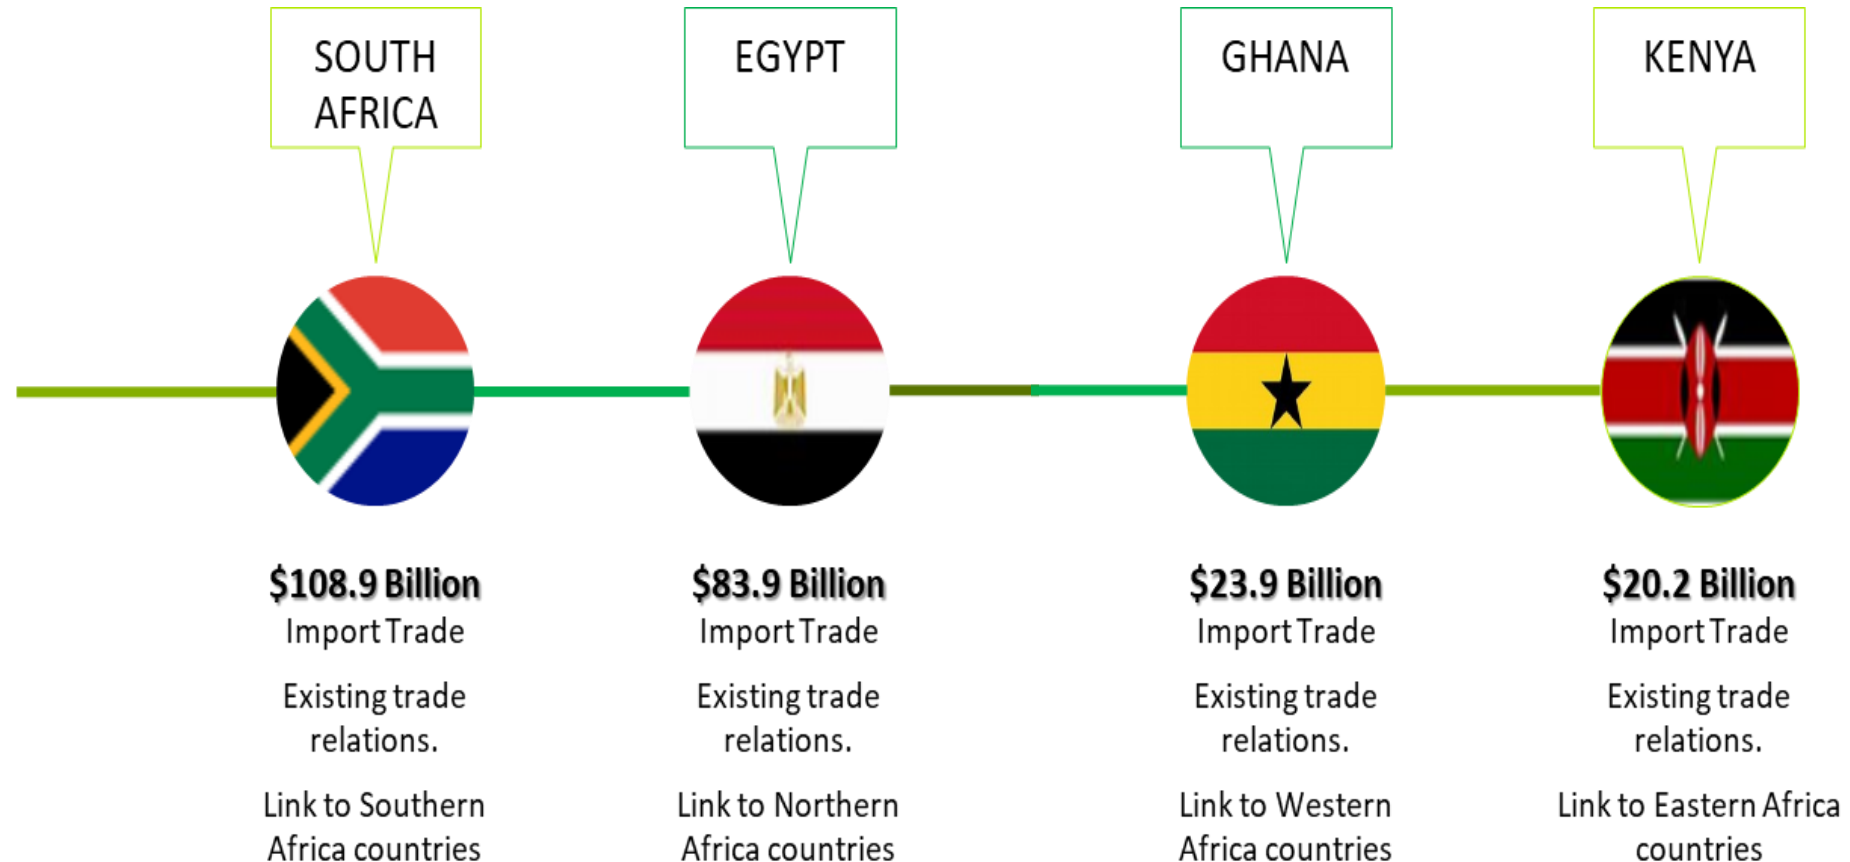 SOUTH
AFRICA
EGYPT
GHANA
KENYA
$108.9 Billion
Import Trade
Existing trade
relations.
Link to Southern
Africa countries
$83.9 Billion
Import Trade
Existing trade
relations.
Link to Northern
Africa countries
$23.9 Billion
Import Trade
Existing trade
relations.
Link to Western
Africa countries
$20.2 Billion
Import Trade
Existing trade
relations.
Link to Eastern Africa
countries